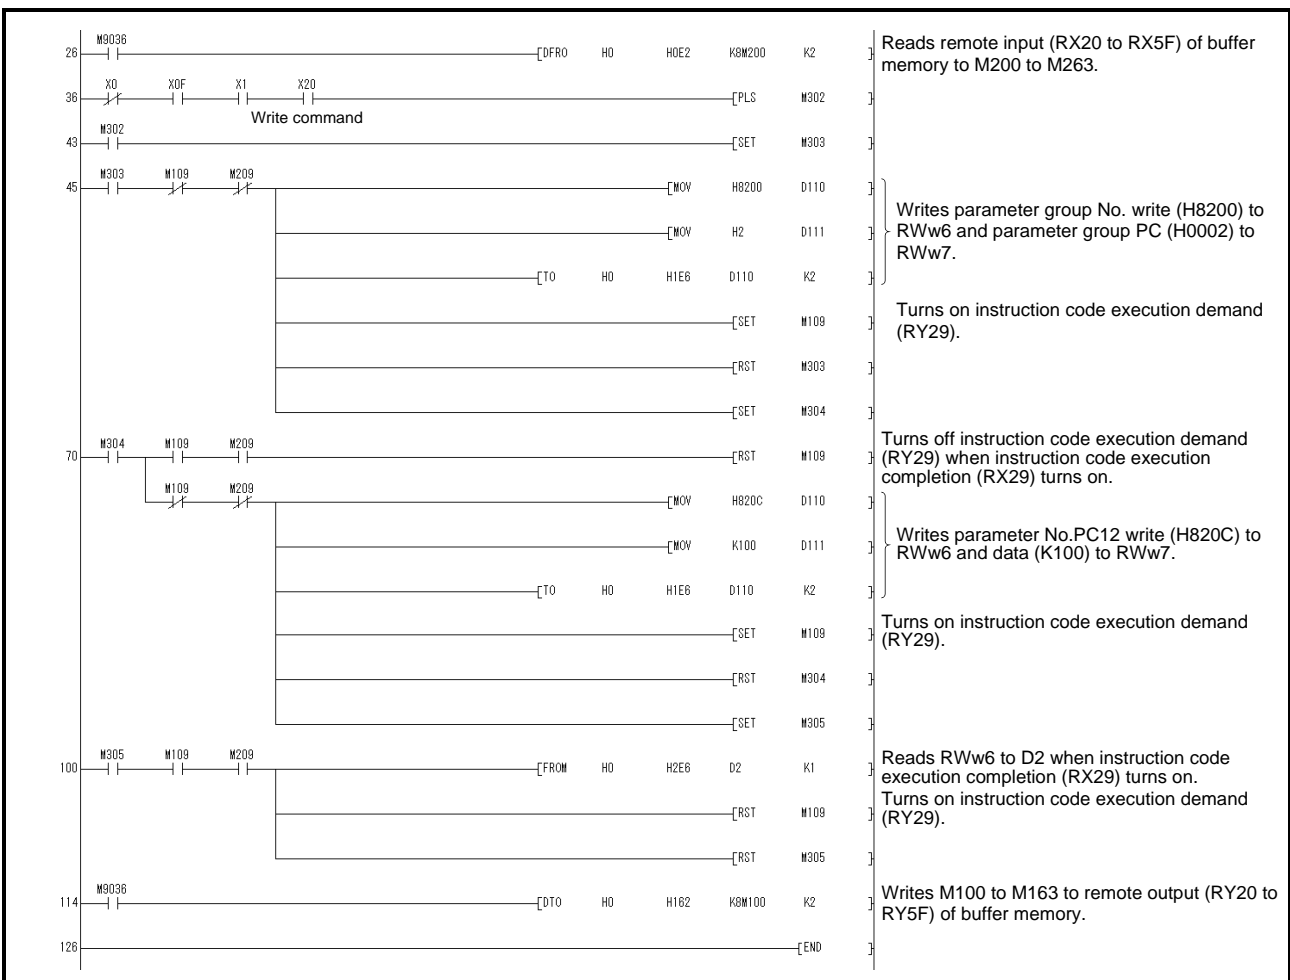 M9036
26 [DFRO H0 H0E2 K8M200 K2 ]
Reads remote input (RX20 to RX5F) of buffer
memory to M200 to M263.
X0 X0F X1 X20
36 [PLS M302 ]
Write command
M302
43 [SET M303 ]
M303 M109 M209
45 [MOV H8200 D110 ]
Writes parameter group No. write (H8200) to
[MOV H2 D111 ]
RWw6 and parameter group PC (H0002) to
RWw7.
[TO H0 H1E6 D110 K2 ]
Turns on instruction code execution demand
(RY29).
[SET M109 ]
[RST M303 ]
[SET M304 ]
M304 M109 M209
70 [RST M109 ]
Turns off instruction code execution demand
(RY29) when instruction code execution
completion (RX29) turns on.
M109 M209
[MOV H820C D110 ]
Writes parameter No.PC12 write (H820C) to
[MOV K100 D111 ]
RWw6 and data (K100) to RWw7.
[TO H0 H1E6 D110 K2 ]
Turns on instruction code execution demand
(RY29).
[SET M109 ]
[RST M304 ]
[SET M305 ]
M305 M109 M209
100 [FROM H0 H2E6 D2 K1 ]
Reads RWw6 to D2 when instruction code
execution completion (RX29) turns on.
Turns on instruction code execution demand
(RY29).
[RST M109 ]
[RST M305 ]
M9036
114 [DTO H0 H162 K8M100 K2 ]
Writes M100 to M163 to remote output (RY20 to
RY5F) of buffer memory.
126 [END ]